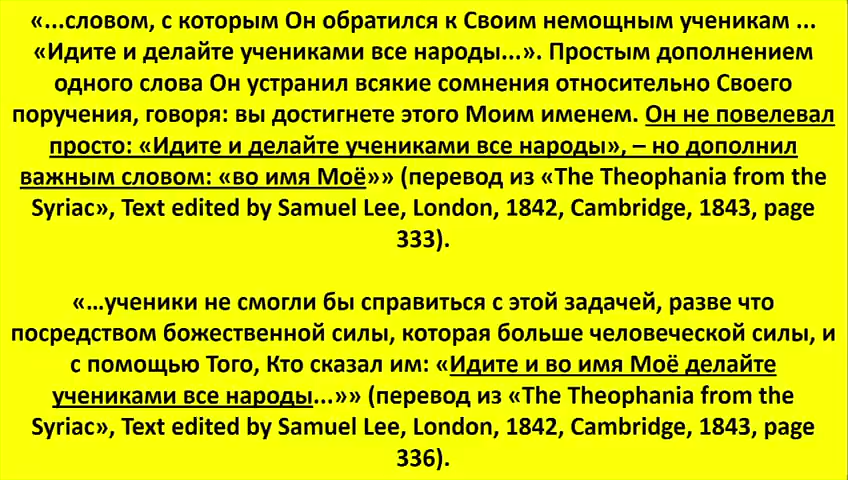 «...словом, с которым Он обратился к Своим немощным ученикам ...
«Идите и делайте учениками все народы...». Простым дополнением
одного слова Он устранил всякие сомнения относительно Своего
поручения, говоря: вы достигнете этого Моим именем. Он не повелевал
просто: «Идите и делайте учениками все народы», – но дополнил
важным словом: «во имя Моё»» (перевод из «The Theophania from the
Syriac», Text edited by Samuel Lee, London, 1842, Cambridge, 1843, page
333).
«…ученики не смогли бы справиться с этой задачей, разве что
посредством божественной силы, которая больше человеческой силы, и
с помощью Того, Кто сказал им: «Идите и во имя Моё делайте
учениками все народы...»» (перевод из «The Theophania from the
Syriac», Text edited by Samuel Lee, London, 1842, Cambridge, 1843, page
336).